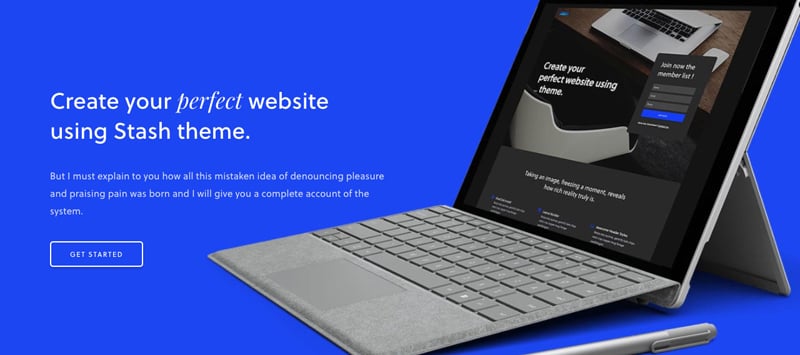 Create your perfect website
using Stash theme.
But I must explain to you how all this mistaken idea of denouncing pleasure
and praising pain was born and I will give you a complete account of the
system.
GET STARTED
Create your
perfect website using
theme.
Join now the
member list !
Taking an image, freezing a moment, reveals
how rich reality truly is.